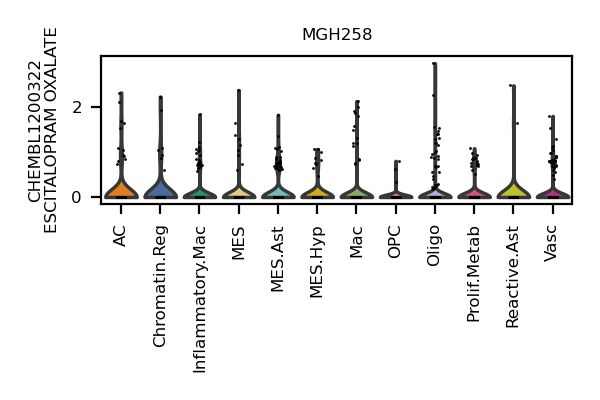 MGH258
CHEMBL1200322
ESCITALOPRAM OXALATE
2
0
AC
Chromatin.Reg
Inflammatory.Mac
MES
MES.Ast
MES.Hyp
Mac
OPC
Oligo
Prolif.Metab
Reactive.Ast
Vasc